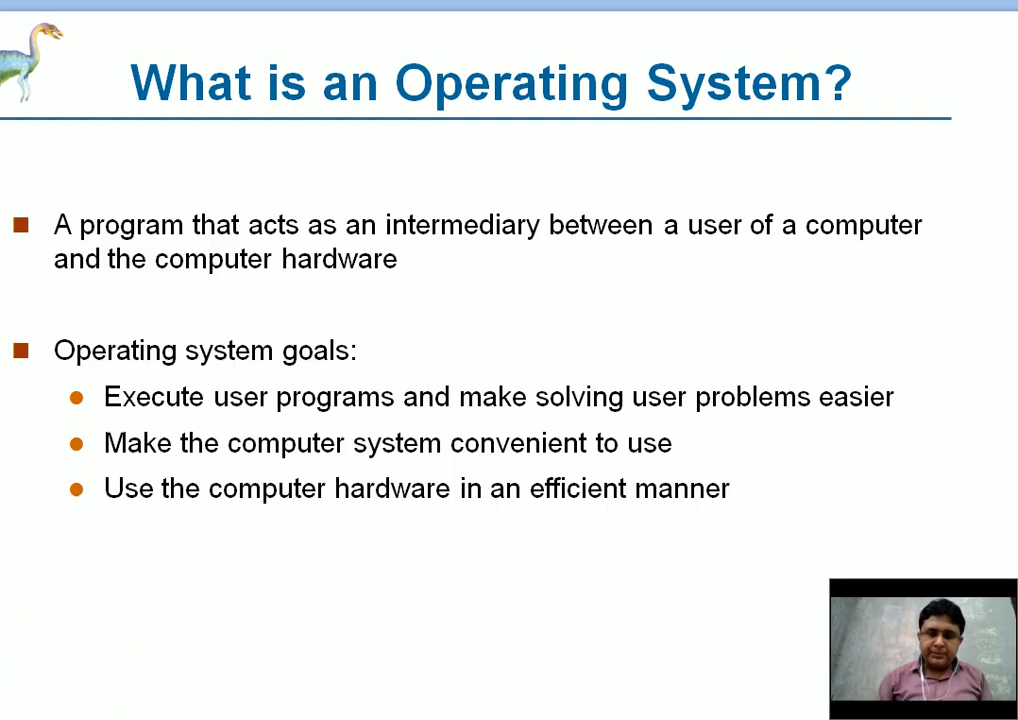 What is an Operating System?
A program that acts as an intermediary between a user of a computer
and the computer hardware
Operating system goals:
Execute user programs and make solving user problems easier
Make the computer system convenient to use
Use the computer hardware in an efficient manner